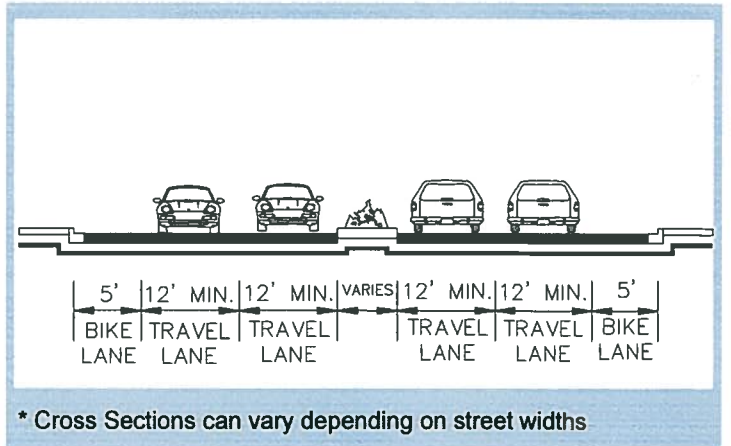 5' 12' MIN. 12' MIN. VARIES 12' MIN. 12' MIN. 5'
BIKE TRAVEL TRAVEL TRAVEL TRAVEL BIKE
LANE LANE LANE LANE LANE LANE
* Cross Sections can vary depending on street widths